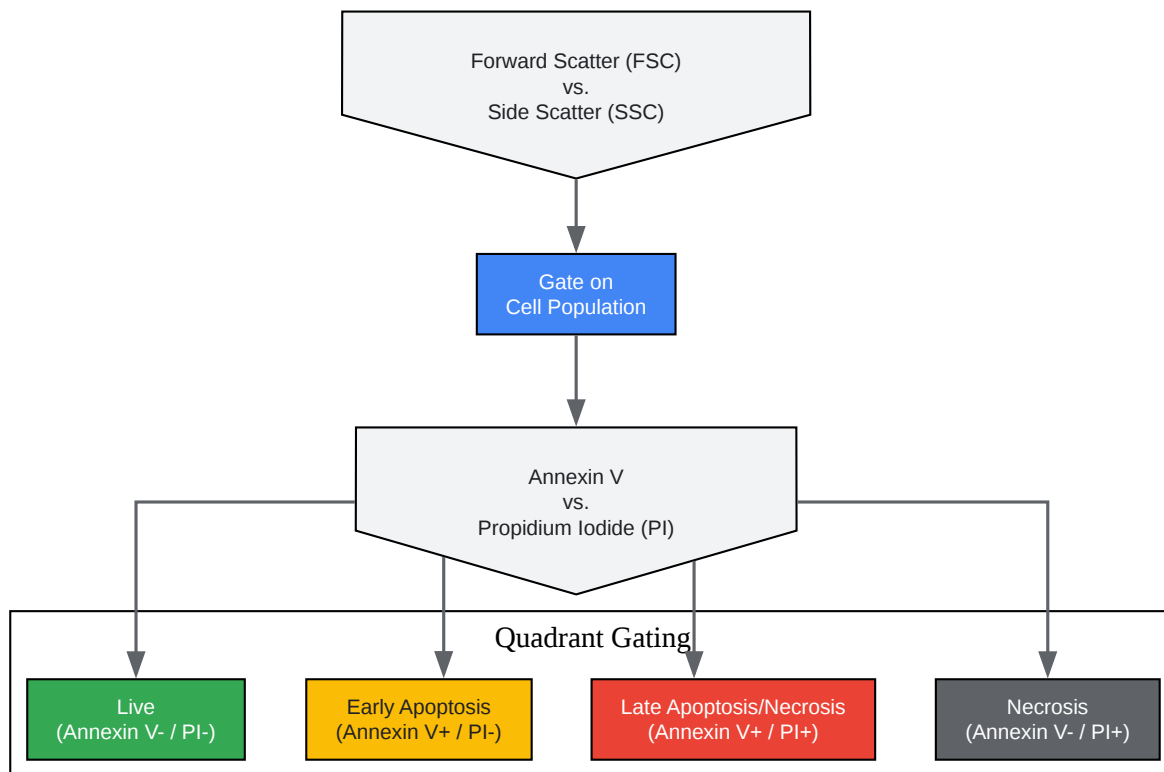 Forward Scatter (FSC)
vs.
Side Scatter (SSC)
Gate on
Cell Population
Annexin V
vs.
Propidium Iodide (PI)
Quadrant Gating
Live
(Annexin V- / PI-)
Early Apoptosis
(Annexin V+ / PI-)
Late Apoptosis/Necrosis
(Annexin V+ / PI+)
Necrosis
(Annexin V- / PI+)